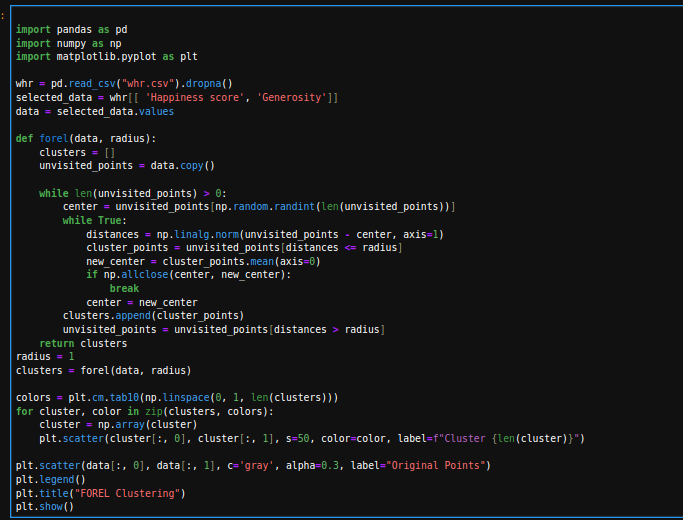 :
import pandas as pd
import numpy as np
import matplotlib.pyplot as plt
whr = pd.read_csv("whr.csv").dropna()
selected_data = whr[[ 'Happiness score', 'Generosity']]
data = selected_data.values
def forel(data, radius):
    clusters = []
    unvisited_points = data.copy()
    while len(unvisited_points) > 0:
        center = unvisited_points[np.random.randint(len(unvisited_points))]
        while True:
            distances = np.linalg.norm(unvisited_points - center, axis=1)
            cluster_points = unvisited_points[distances <= radius]
            new_center = cluster_points.mean(axis=0)
            if np.allclose(center, new_center):
                break
            center = new_center
        clusters.append(cluster_points)
        unvisited_points = unvisited_points[distances > radius]
    return clusters
radius = 1
clusters = forel(data, radius)
colors = plt.cm.tab10(np.linspace(0, 1, len(clusters)))
for cluster, color in zip(clusters, colors):
    cluster = np.array(cluster)
    plt.scatter(cluster[:, 0], cluster[:, 1], s=50, color=color, label=f"Cluster {len(cluster)}")
plt.scatter(data[:, 0], data[:, 1], c='gray', alpha=0.3, label="Original Points")
plt.legend()
plt.title("FOREL Clustering")
plt.show()